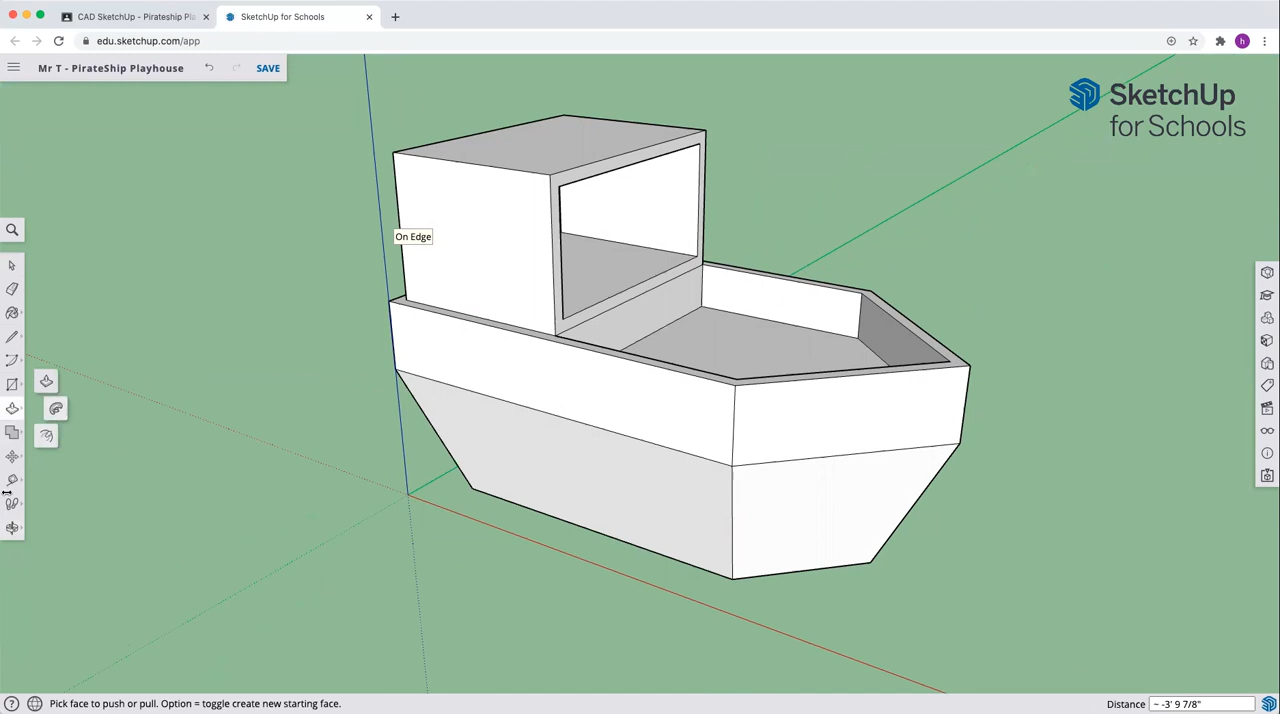 CAD SketchUp - Pirateship Pla
SketchUp for Schools
edu.sketchup.com/app
h
Mr T - PirateShip Playhouse
SAVE
SketchUp
for Schools
On Edge
Pick face to push or pull. Option = toggle create new starting face.
Distance
~ -3' 9 7/8"